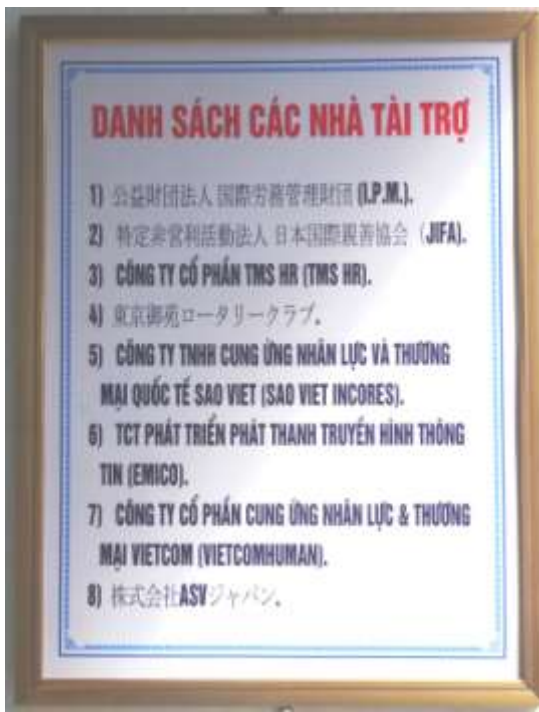 DANH SÁCH CÁC NHÀ TÀI TRỢ
1) 公益財団法人 国際労務管理財団 (I.P.M.).
2) 特定非営利活動法人 日本国際親善協会 (JIFA).
3) CÔNG TY CỔ PHẦN TMS HR (TMS HR).
4) 東京御苑ロータリークラブ。
5) CÔNG TY TNHH CUNG ỨNG NHÂN LỰC VÀ THƯƠNG
MẠI QUỐC TẾ SAO VIET (SAO VIET INCORES).
6) TCT PHÁT TRIỂN PHÁT THANH TRUYỀN HÌNH THÔNG
TIN (EMICO).
7) CÔNG TY CỔ PHẦN CUNG ỨNG NHÂN LỰC & THƯƠNG
MẠI VIETCOM (VIETCOMHUMAN).
8) 株式会社ASVジャパン。